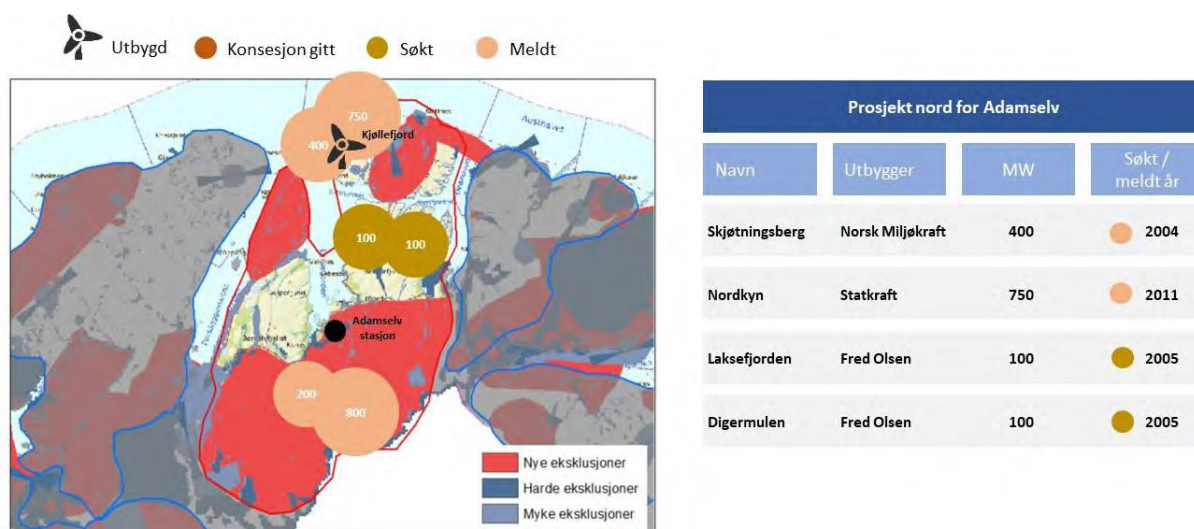 Utbygd
Konsesjon gitt
Søkt
Meldt
750
400
Kjøllefjord
100
100
Adamselv
stasjon
200
800
Nye eksklusjoner
Harde eksklusjoner
Myke eksklusjoner
Prosjekt nord for Adamselv
Navn Utbygger MW Søkt /
meldt år
Skjøtningsberg Norsk Miljøkraft 400 2004
Nordkyn Statkraft 750 2011
Laksefjorden Fred Olsen 100 2005
Digermulen Fred Olsen 100 2005